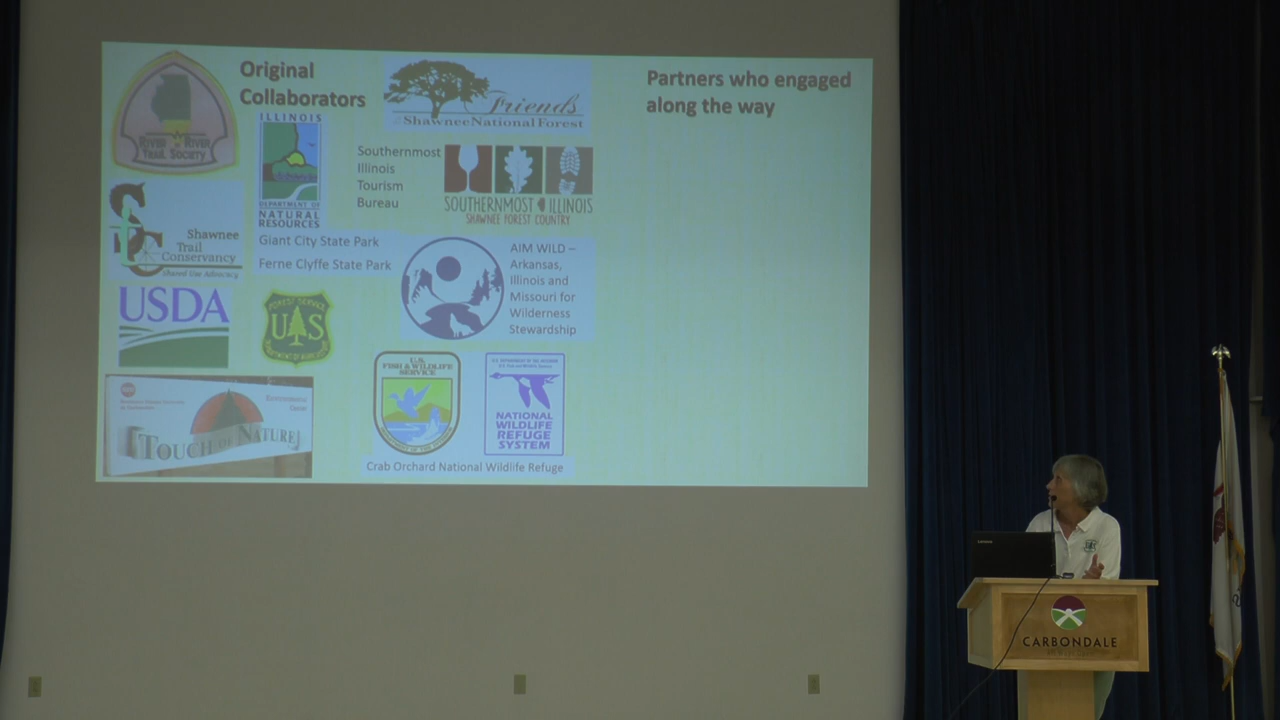 Original
Collaborators
Partners who engaged
along the way
RIVER TO RIVER
TRAIL SOCIETY
ILLINOIS
DEPARTMENT OF
NATURAL
RESOURCES
Giant City State Park
Ferne Clyffe State Park
Friends
Shawnee National Forest
Southernmost
Illinois
Tourism
Bureau
SOUTHERNMOST ILLINOIS
SHAWNEE FOREST COUNTRY
Shawnee
Trail
Conservancy
Shared Use Advocacy
AIM WILD –
Arkansas,
Illinois and
Missouri for
Wilderness
Stewardship
USDA
FOREST SERVICE
U S
DEPARTMENT OF AGRICULTURE
TOUCH OF NATURE
U.S.
FISH & WILDLIFE
SERVICE
NATIONAL
WILDLIFE
REFUGE
SYSTEM
Crab Orchard National Wildlife Refuge
CARBONDALE